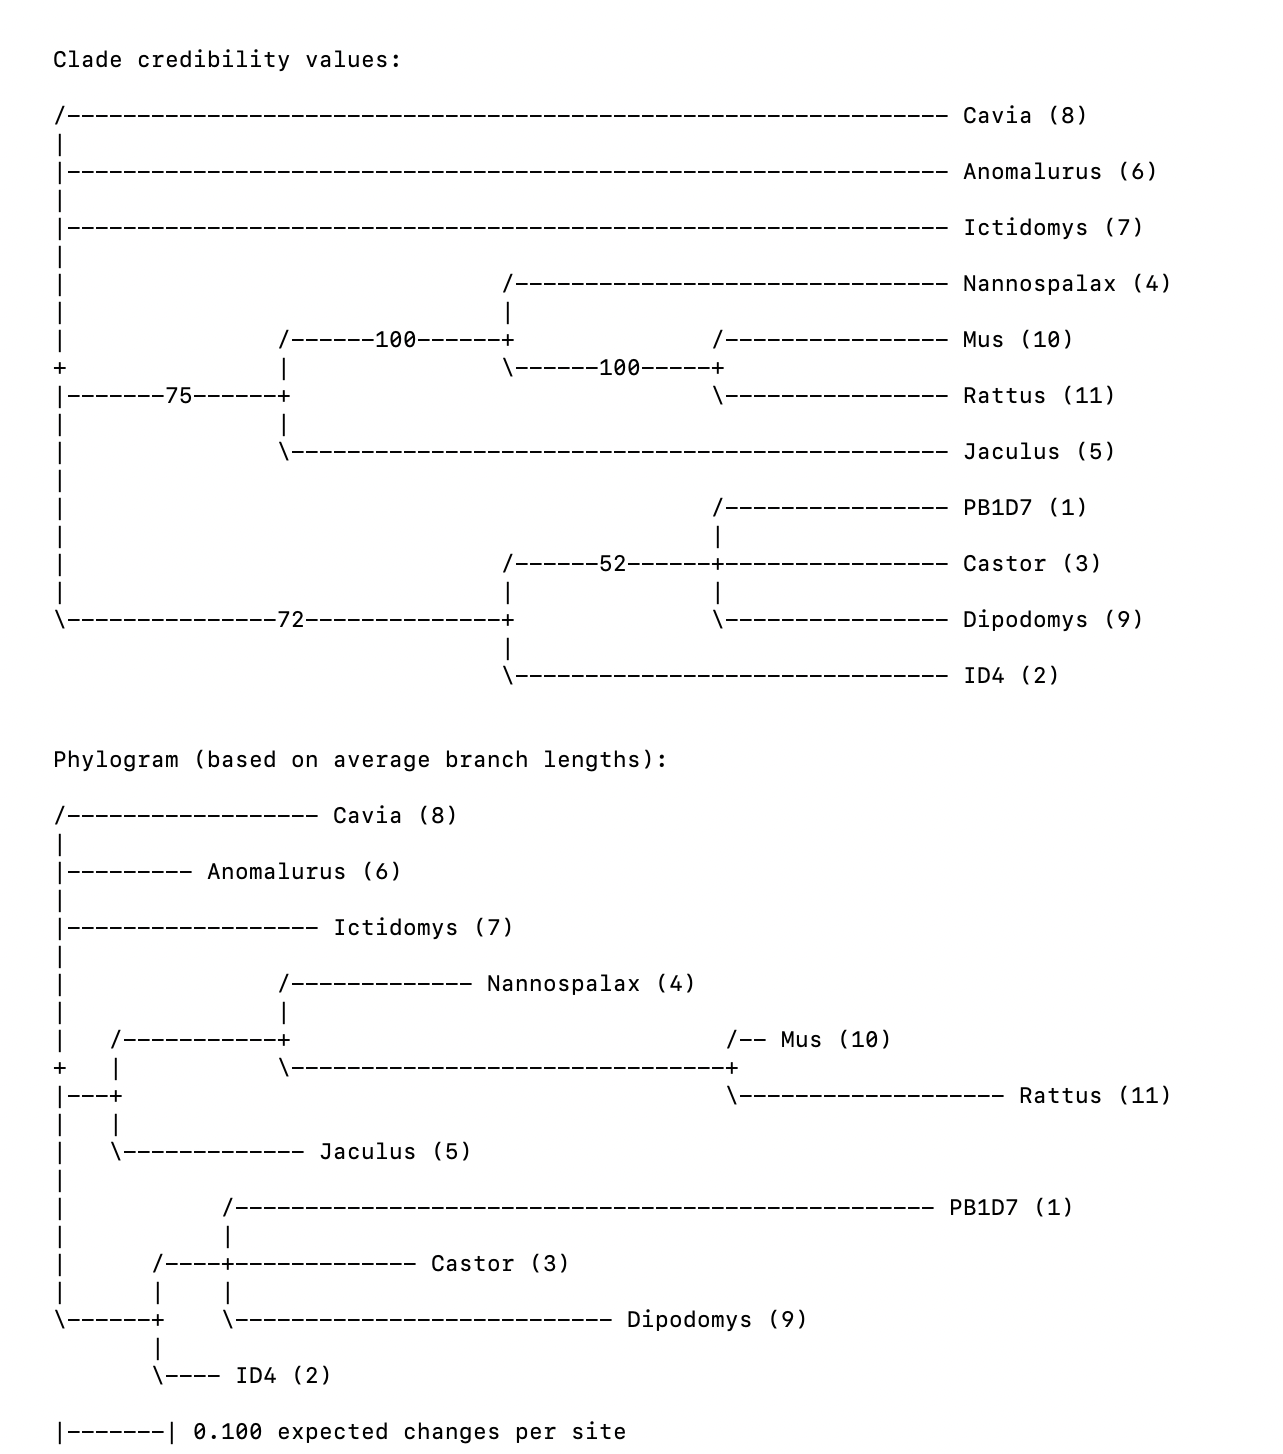 Clade credibility values:
/--------------------------------------------------------------- Cavia (8)
|
|--------------------------------------------------------------- Anomalurus (6)
|
|--------------------------------------------------------------- Ictidomys (7)
|
|                               /------------------------------- Nannospalax (4)
|                               |
|               /------100------+              /---------------- Mus (10)
+               |               \------100-----+
|-------75------+                              \---------------- Rattus (11)
|               |
|               \----------------------------------------------- Jaculus (5)
|
|                                              /---------------- PB1D7 (1)
|                                              |
|                               /------52------+---------------- Castor (3)
|                               |              |
\---------------72--------------+              \---------------- Dipodomys (9)
                                |
                                \------------------------------- ID4 (2)
Phylogram (based on average branch lengths):
/------------------ Cavia (8)
|
|--------- Anomalurus (6)
|
|------------------ Ictidomys (7)
|
|               /------------- Nannospalax (4)
|               |
|   /-----------+                               /-- Mus (10)
+   |           \-------------------------------+
|---+                                           \------------------- Rattus (11)
|   |
|   \------------- Jaculus (5)
|
|           /-------------------------------------------------- PB1D7 (1)
|           |
|      /----+------------- Castor (3)
|      |    |
\------+    \--------------------------- Dipodomys (9)
       |
       \---- ID4 (2)
|-------| 0.100 expected changes per site